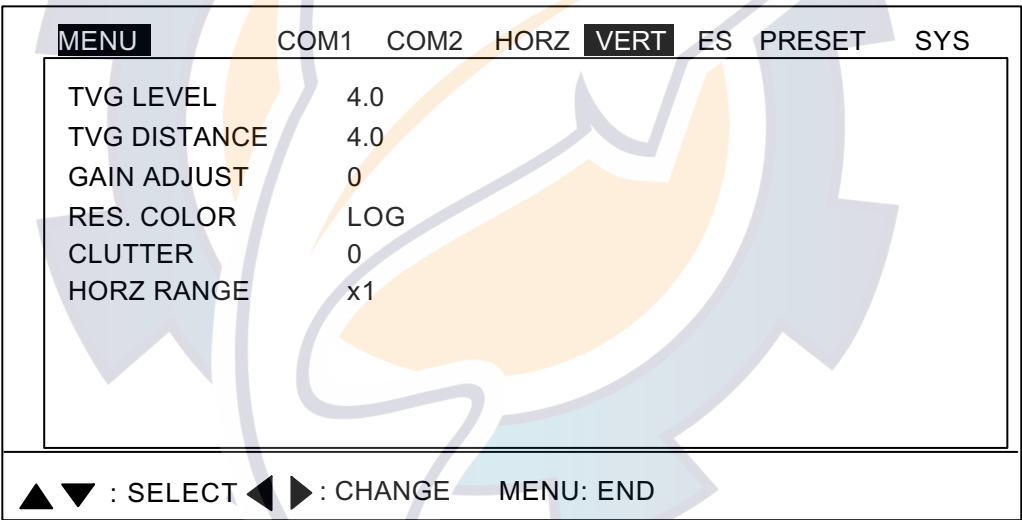 MENU COM1 COM2 HORZ VERT ES PRESET SYS
TVG LEVEL 4.0
TVG DISTANCE 4.0
GAIN ADJUST 0
RES. COLOR LOG
CLUTTER 0
HORZ RANGE x1
▲ ▼ : SELECT ◀ ▶ : CHANGE MENU: END